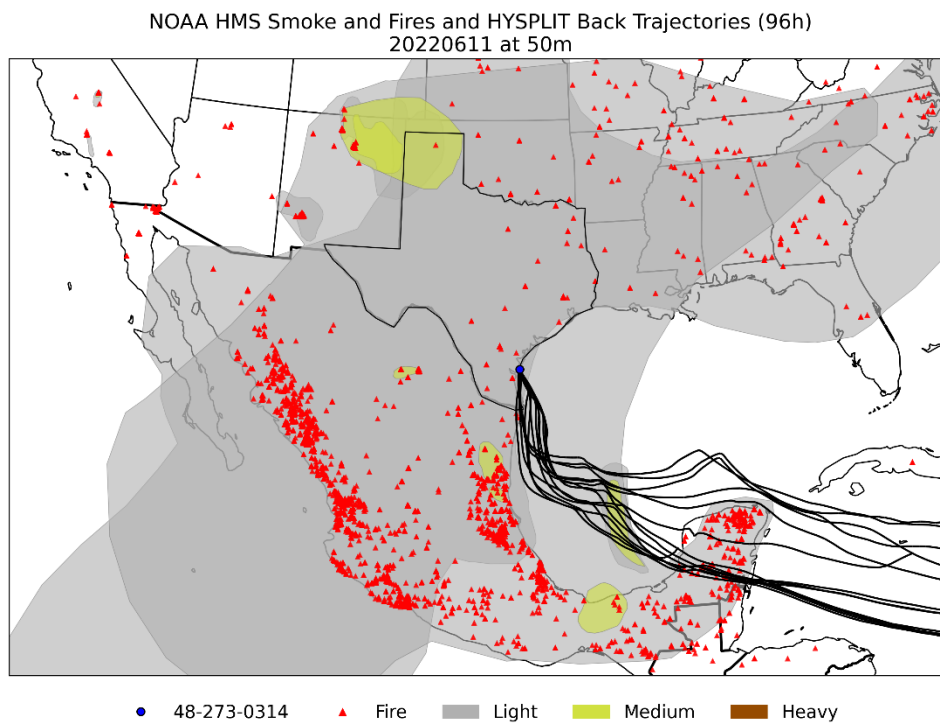 NOAA HMS Smoke and Fires and HYSPLIT Back Trajectories (96h)
20220611 at 50m
48-273-0314 Fire Light Medium Heavy